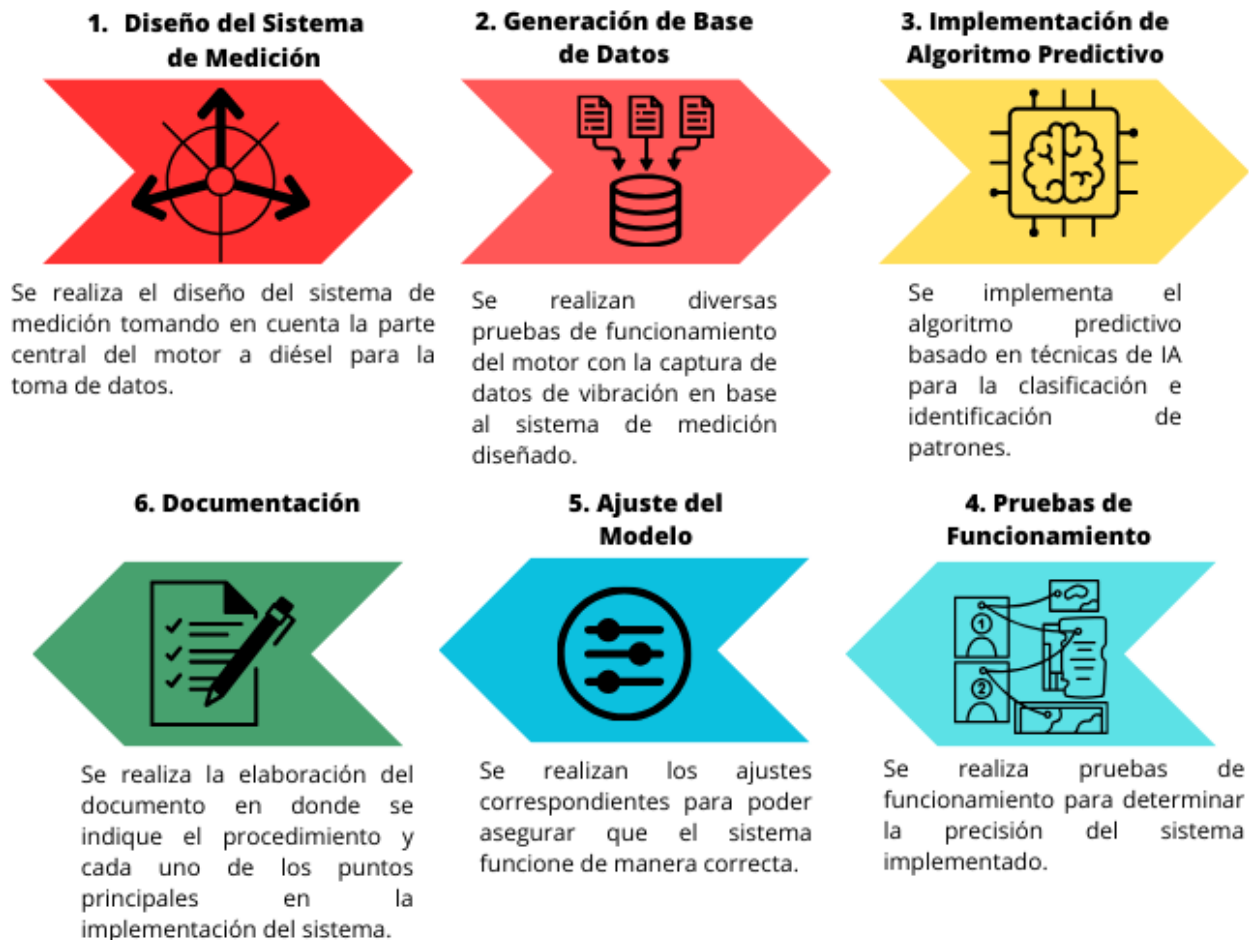 1. Diseño del Sistema
de Medición
Se realiza el diseño del sistema de
medición tomando en cuenta la parte
central del motor a diésel para la
toma de datos.
2. Generación de Base
de Datos
Se realizan diversas
pruebas de funcionamiento
del motor con la captura de
datos de vibración en base
al sistema de medición
diseñado.
3. Implementación de
Algoritmo Predictivo
Se implementa el
algoritmo predictivo
basado en técnicas de IA
para la clasificación e
identificación de
patrones.
4. Pruebas de
Funcionamiento
1
2
Se realiza pruebas de
funcionamiento para determinar
la precisión del sistema
implementado.
5. Ajuste del
Modelo
Se realizan los ajustes
correspondientes para poder
asegurar que el sistema
funcione de manera correcta.
6. Documentación
Se realiza la elaboración del
documento en donde se
indique el procedimiento y
cada uno de los puntos
principales en la
implementación del sistema.